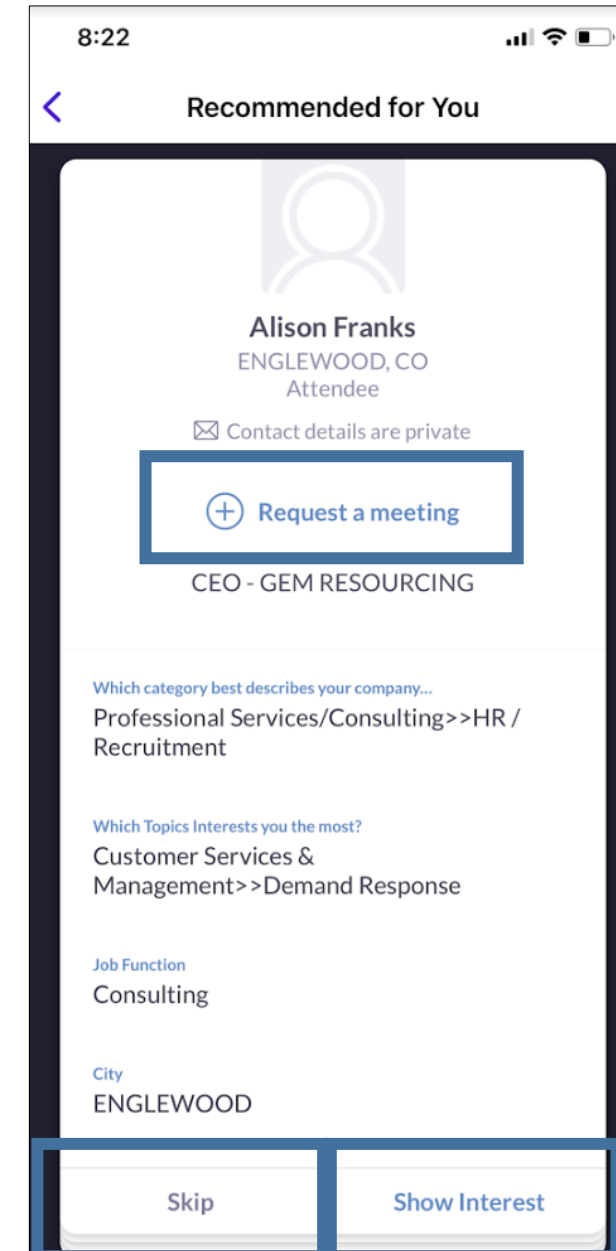 8:22
Recommended for You
Alison Franks
ENGLEWOOD, CO
Attendee
Contact details are private
Request a meeting
CEO - GEM RESOURCING
Which category best describes your company...
Professional Services/Consulting>>HR /
Recruitment
Which Topics Interests you the most?
Customer Services &
Management>>Demand Response
Job Function
Consulting
City
ENGLEWOOD
Skip
Show Interest